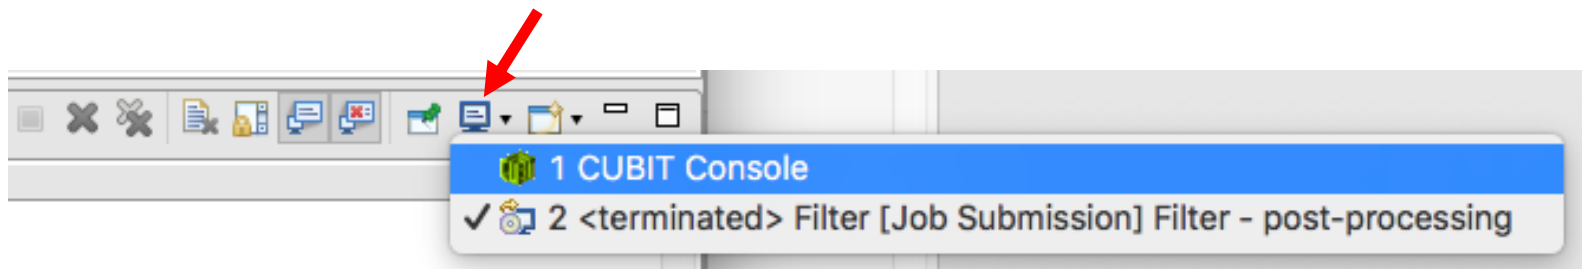 1 CUBIT Console
2 <terminated> Filter [Job Submission] Filter - post-processing